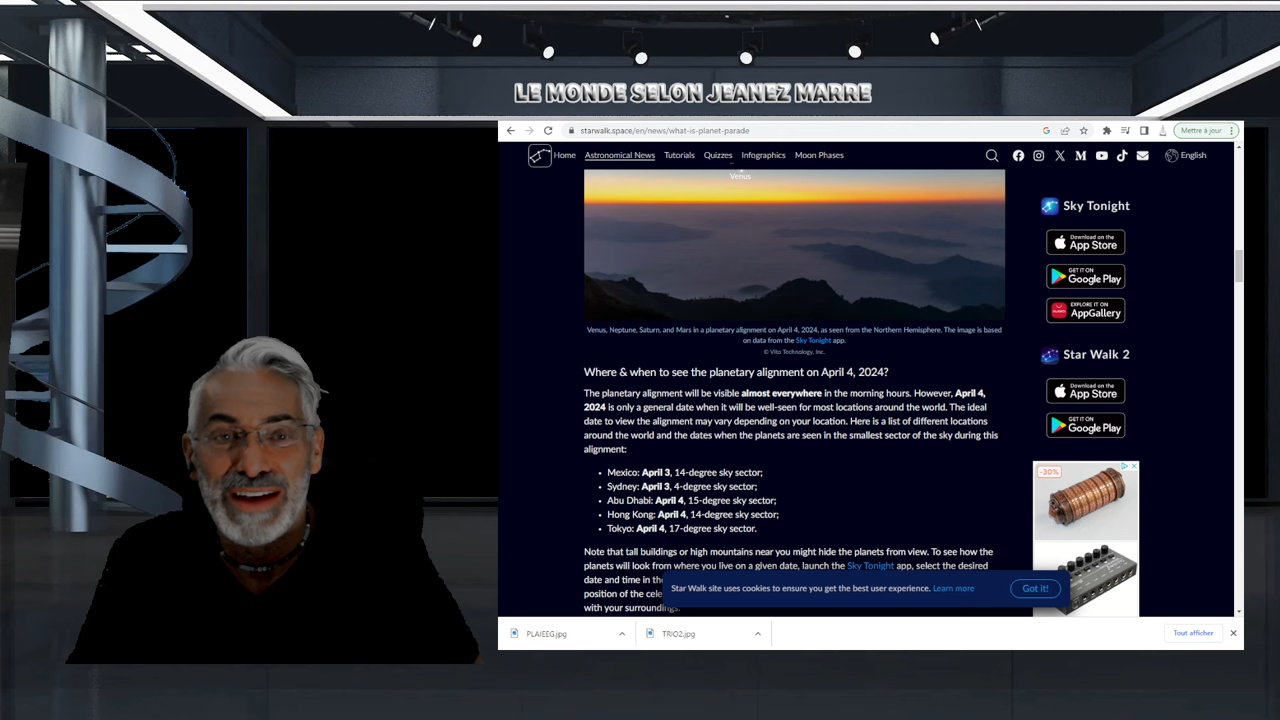 LE MONDE SELON JEANEZ MARRE
starwalk.space/en/news/what-is-planet-parade
Mettre à jour
Home Astronomical News Tutorials Quizzes Infographics Moon Phases
English
Venus
Venus, Neptune, Saturn, and Mars in a planetary alignment on April 4, 2024, as seen from the Northern Hemisphere. The image is based
on data from the Sky Tonight app.
© Vito Technology, Inc.
Where & when to see the planetary alignment on April 4, 2024?
The planetary alignment will be visible almost everywhere in the morning hours. However, April 4,
2024 is only a general date when it will be well-seen for most locations around the world. The ideal
date to view the alignment may vary depending on your location. Here is a list of different locations
around the world and the dates when the planets are seen in the smallest sector of the sky during this
alignment:
• Mexico: April 3, 14-degree sky sector;
• Sydney: April 3, 4-degree sky sector;
• Abu Dhabi: April 4, 15-degree sky sector;
• Hong Kong: April 4, 14-degree sky sector;
• Tokyo: April 4, 17-degree sky sector.
Note that tall buildings or high mountains near you might hide the planets from view. To see how the
planets will look from where you live on a given date, launch the Sky Tonight app, select the desired
date and time in the
position of the cele
with your surroundings.
Star Walk site uses cookies to ensure you get the best user experience. Learn more
Got it!
Sky Tonight
Download on the
App Store
GET IT ON
Google Play
EXPLORE IT ON
AppGallery
Star Walk 2
Download on the
App Store
GET IT ON
Google Play
-30%
PLAIEEG.jpg
TRIO2.jpg
Tout afficher